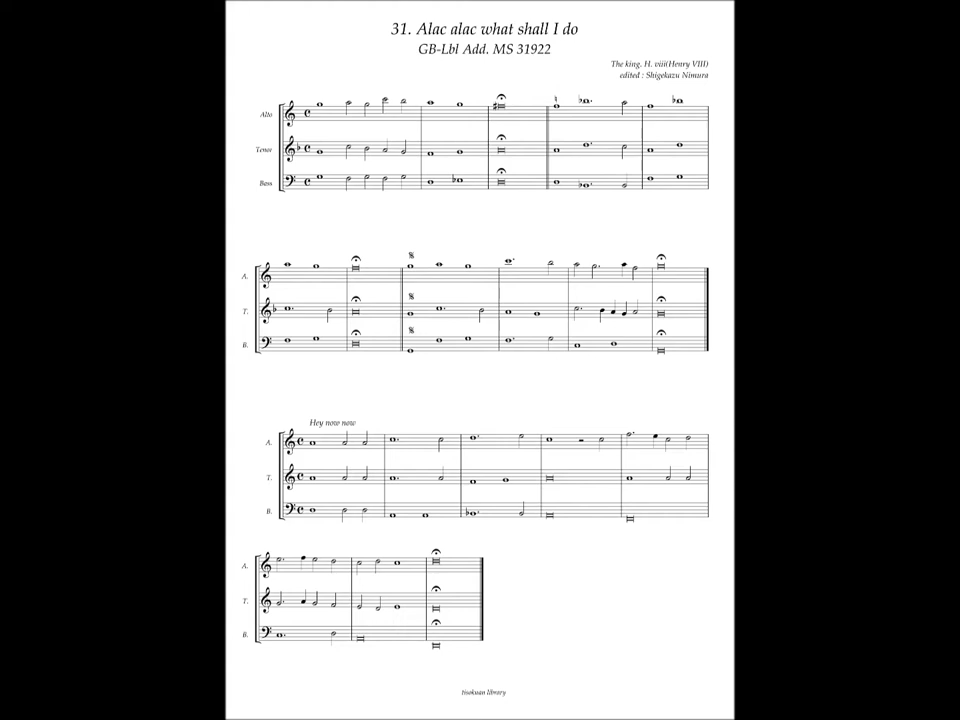 31. Alac alac what shall I do
GB-Lbl Add. MS 31922
The king. H. viii(Henry VIII)
edited : Shigekazu Nimura
Alto
Tenor
Bass
A.
T.
B.
Hey now now
A.
T.
B.
A.
T.
B.
tisokuan library